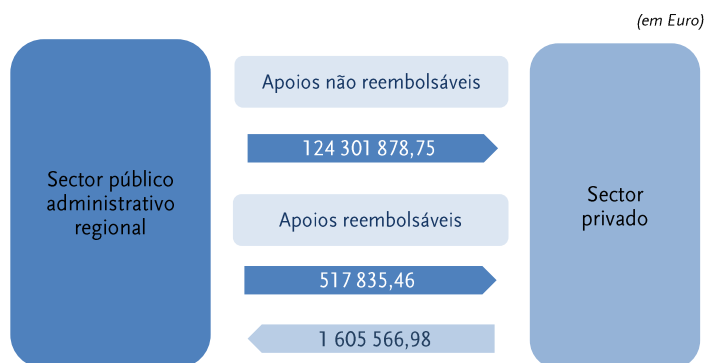 (em Euro)
Apoios não reembolsáveis
124 301 878,75
Sector público
administrativo
regional
Sector
privado
Apoios reembolsáveis
517 835,46
1 605 566,98